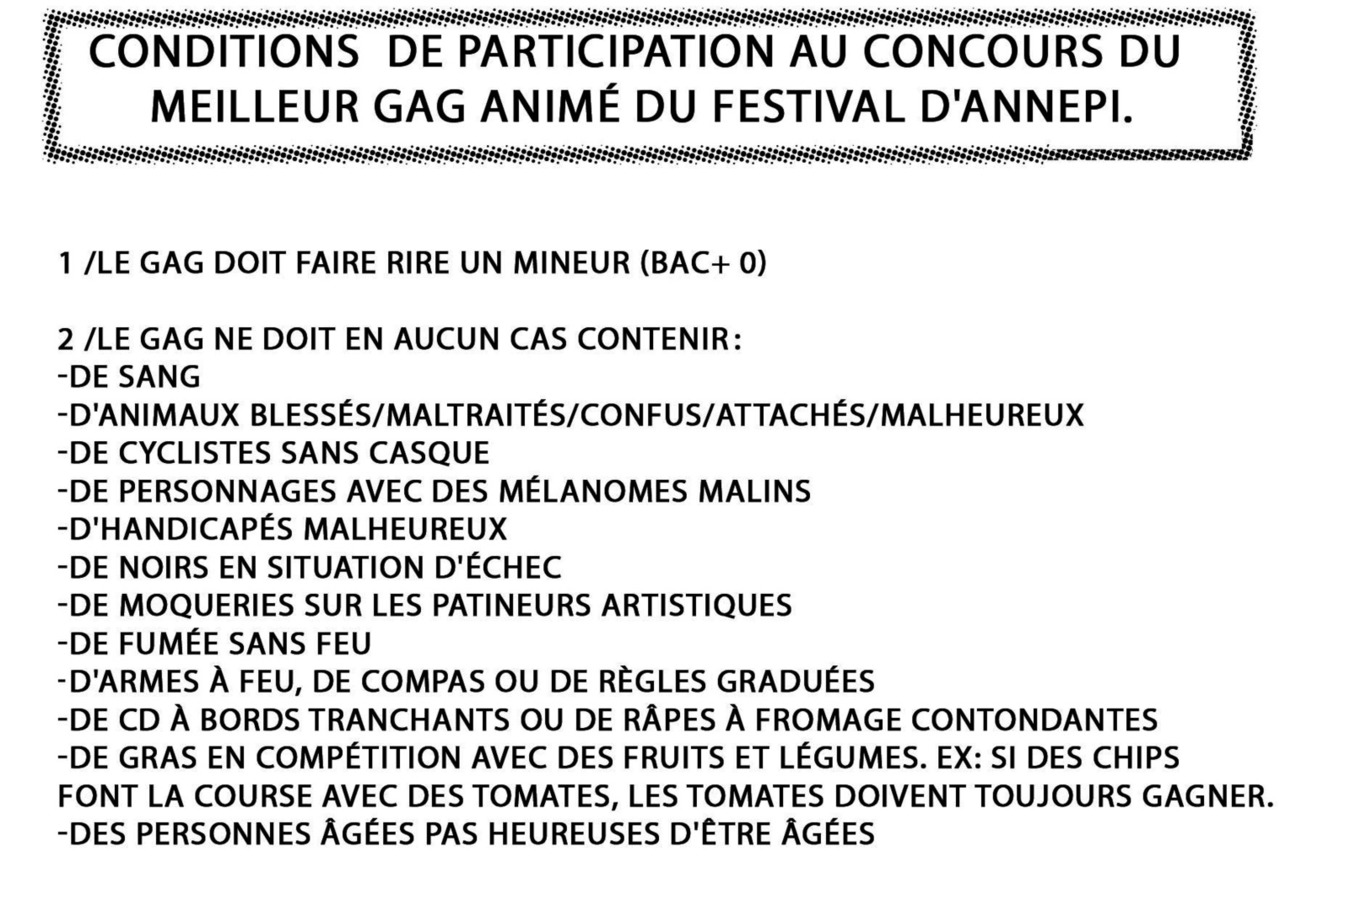 CONDITIONS DE PARTICIPATION AU CONCOURS DU
MEILLEUR GAG ANIMÉ DU FESTIVAL D'ANNEPI.
1 /LE GAG DOIT FAIRE RIRE UN MINEUR (BAC+ 0)
2 /LE GAG NE DOIT EN AUCUN CAS CONTENIR:
-DE SANG
-D'ANIMAUX BLESSÉS/MALTRAITÉS/CONFUS/ATTACHÉS/MALHEUREUX
-DE CYCLISTES SANS CASQUE
-DE PERSONNAGES AVEC DES MÉLANOMES MALINS
-D'HANDICAPÉS MALHEUREUX
-DE NOIRS EN SITUATION D'ÉCHEC
-DE MOQUERIES SUR LES PATINEURS ARTISTIQUES
-DE FUMÉE SANS FEU
-D'ARMES À FEU, DE COMPAS OU DE RÈGLES GRADUÉES
-DE CD À BORDS TRANCHANTS OU DE RÂPES À FROMAGE CONTONDANTES
-DE GRAS EN COMPÉTITION AVEC DES FRUITS ET LÉGUMES. EX: SI DES CHIPS
FONT LA COURSE AVEC DES TOMATES, LES TOMATES DOIVENT TOUJOURS GAGNER.
-DES PERSONNES ÂGÉES PAS HEUREUSES D'ÊTRE ÂGÉES